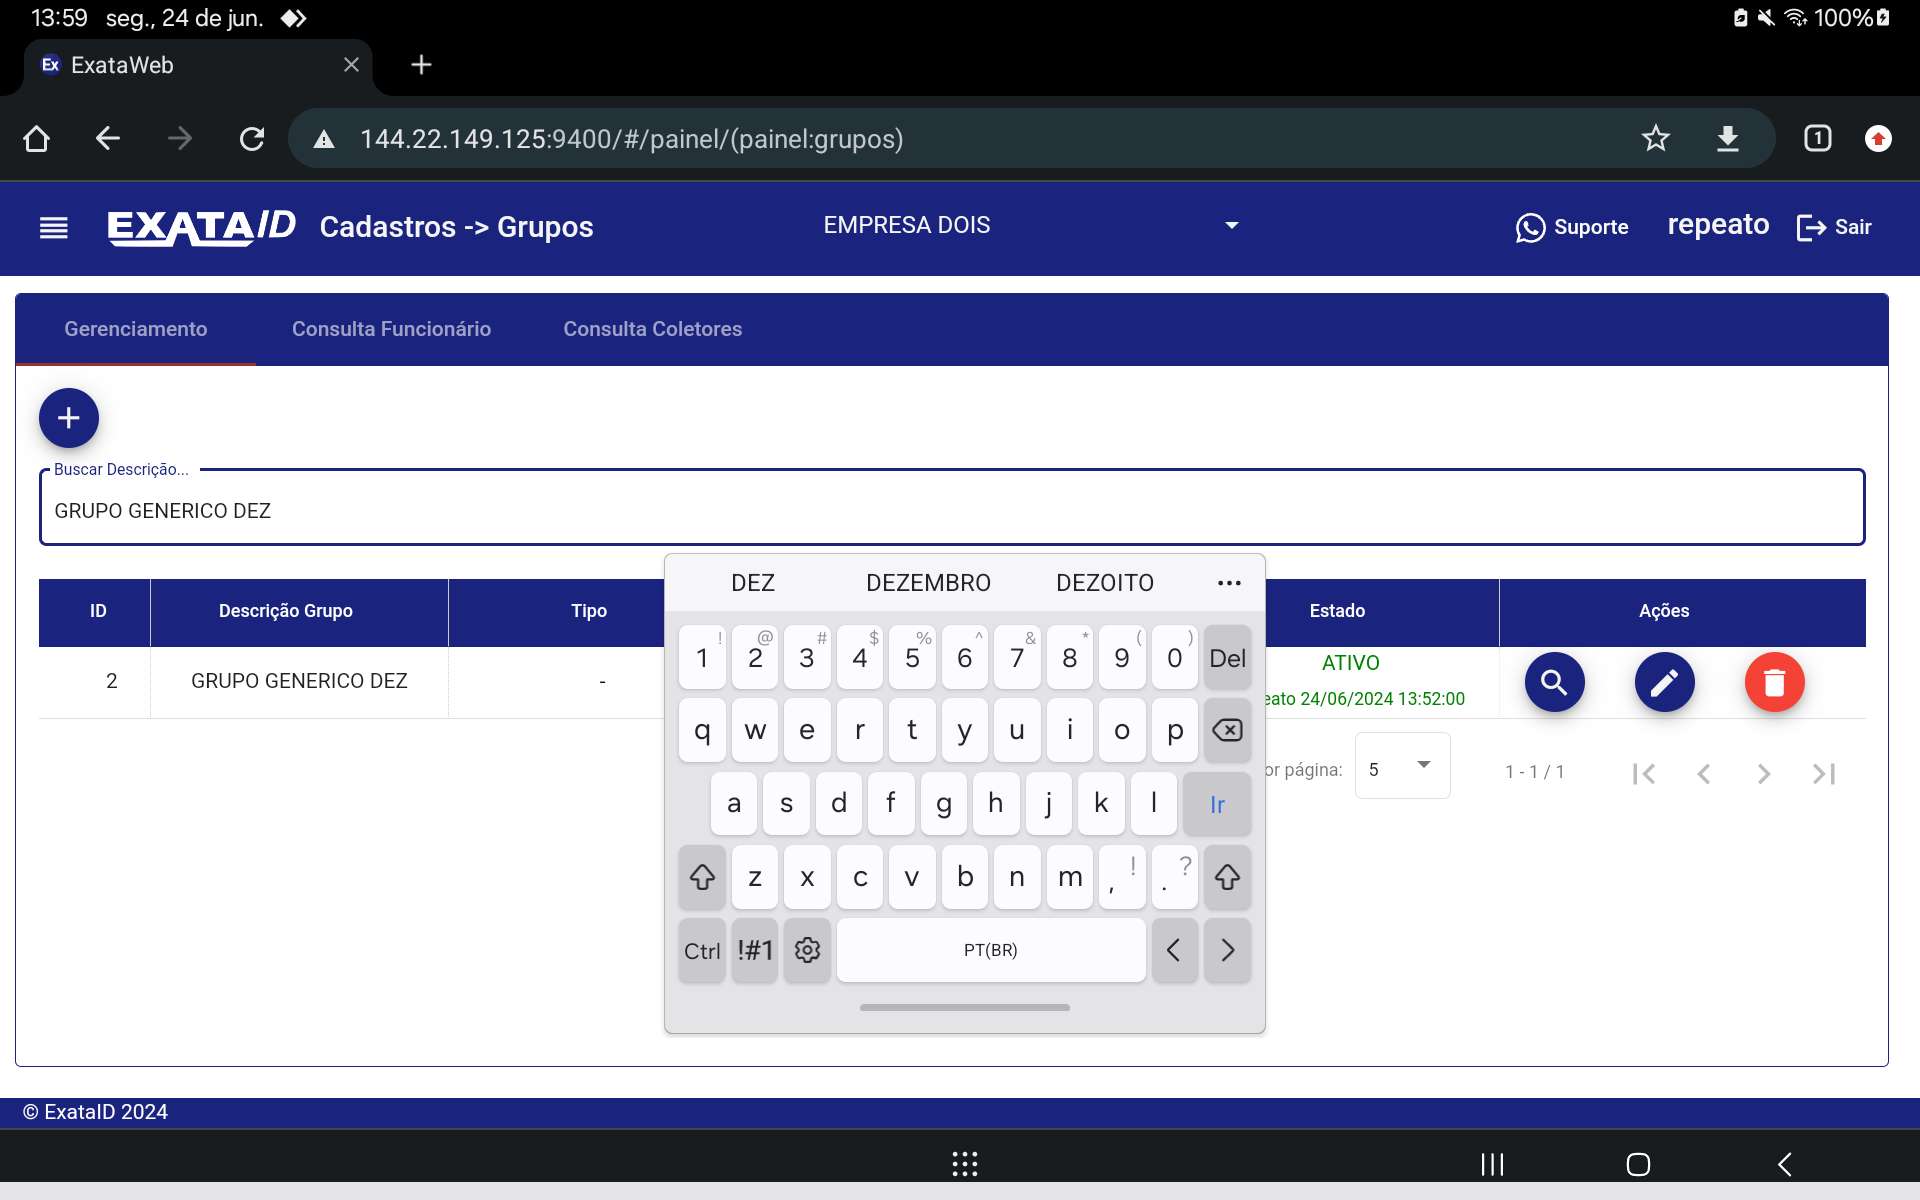 13:59 seg., 24 de jun. 100%
Ex ExataWeb
144.22.149.125:9400/#/painel/(painel:grupos) 1
EXATAID Cadastros -> Grupos EMPRESA DOIS Suporte repeato Sair
Gerenciamento Consulta Funcionário Consulta Coletores
+
Buscar Descrição...
GRUPO GENERICO DEZ
DEZ DEZEMBRO DEZOITO ...
ID Descrição Grupo Tipo Estado Ações
! @ # $ % ^ & * ( )
1 2 3 4 5 6 7 8 9 0 Del
2 GRUPO GENERICO DEZ - ATIVO
eato 24/06/2024 13:52:00
q w e r t y u i o p
or página: 5 1 - 1 / 1
a s d f g h j k l Ir
z x c v b n m , ! . ?
Ctrl !#1 PT(BR) < >
© ExataID 2024